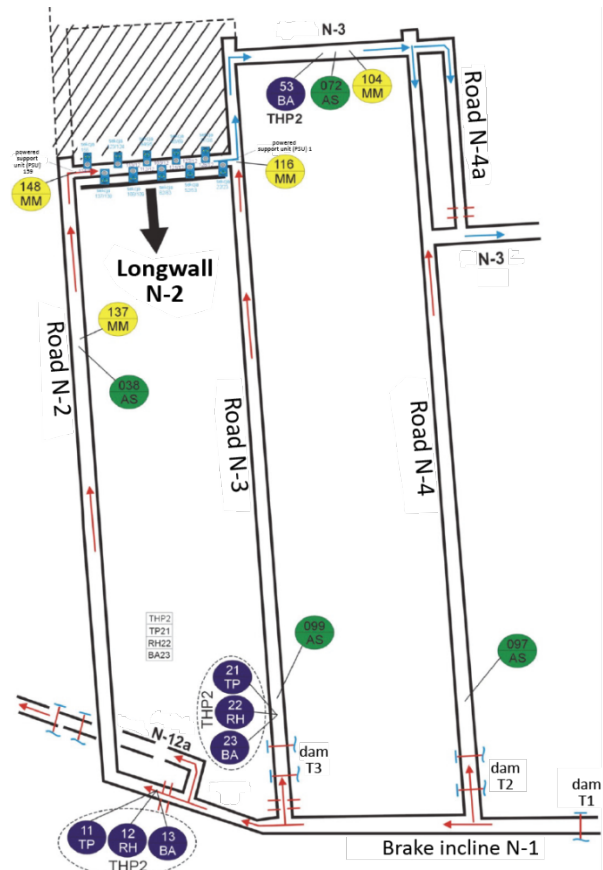 N-3
53
BA
THP2
072
AS
104
MM
Road N-4a
powered
support unit (PSU)
139
powered
support unit (PSU) 1
148
MM
116
MM
Longwall
N-2
N-3
137
MM
038
AS
Road N-2
Road N-3
Road N-4
THP2
TP21
RH22
BA23
099
AS
097
AS
21
TP
22
RH
23
BA
THP2
N-12a
dam
T3
dam
T2
dam
T1
11
TP
12
RH
13
BA
THP2
Brake incline N-1